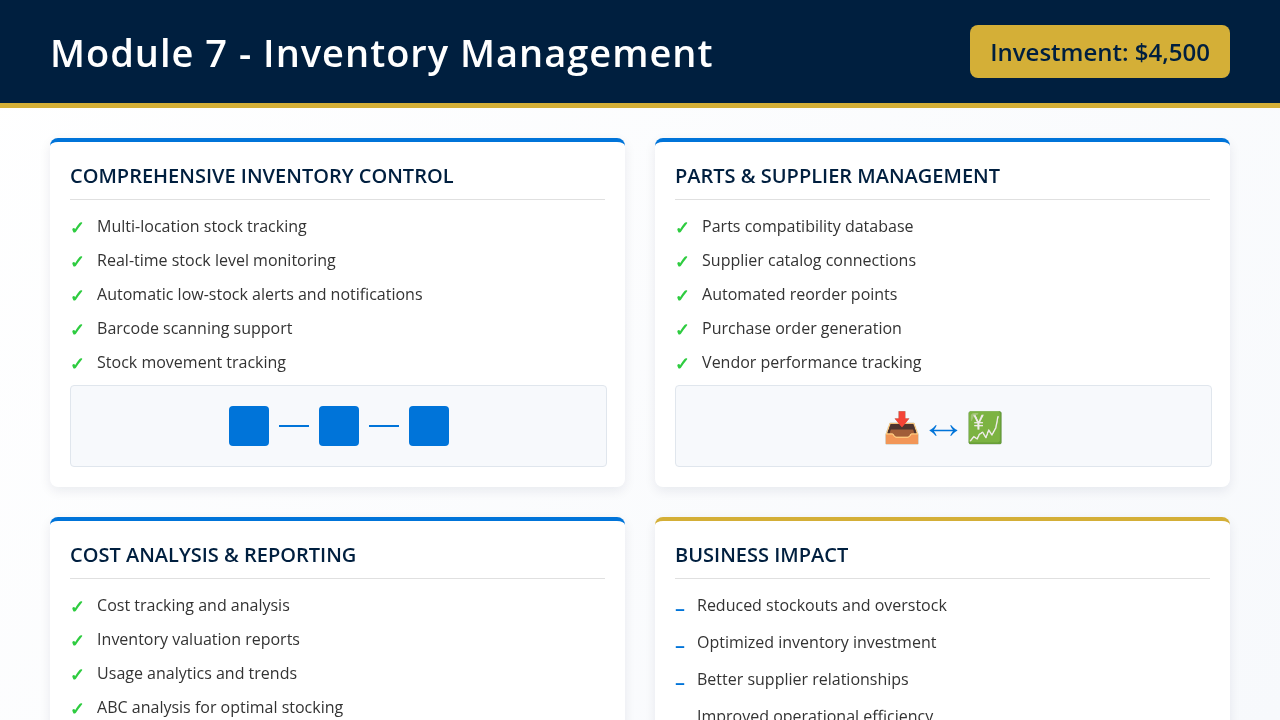 Module 7 - Inventory Management
Investment: $4,500
COMPREHENSIVE INVENTORY CONTROL
✓ Multi-location stock tracking
✓ Real-time stock level monitoring
✓ Automatic low-stock alerts and notifications
✓ Barcode scanning support
✓ Stock movement tracking
PARTS & SUPPLIER MANAGEMENT
✓ Parts compatibility database
✓ Supplier catalog connections
✓ Automated reorder points
✓ Purchase order generation
✓ Vendor performance tracking
COST ANALYSIS & REPORTING
✓ Cost tracking and analysis
✓ Inventory valuation reports
✓ Usage analytics and trends
✓ ABC analysis for optimal stocking
BUSINESS IMPACT
– Reduced stockouts and overstock
– Optimized inventory investment
– Better supplier relationships
Improved operational efficiency